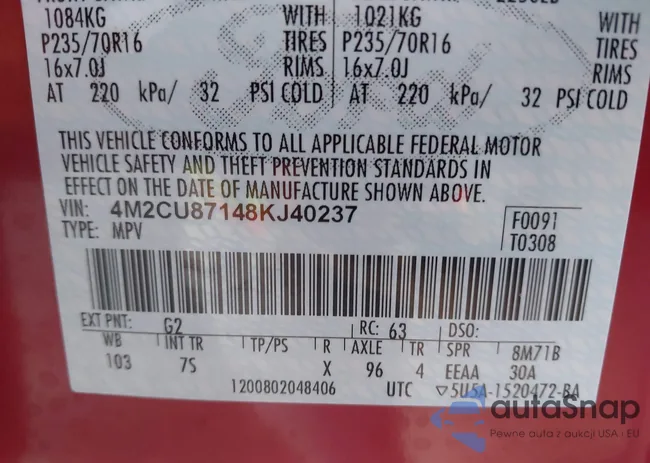 1084KG WITH 1021KG WITH
P235/70R16 TIRES P235/70R16 TIRES
16x7.0J RIMS 16x7.0J RIMS
AT 220 kPa/ 32 PSI COLD AT 220 kPa/ 32 PSI COLD
THIS VEHICLE CONFORMS TO ALL APPLICABLE FEDERAL MOTOR
VEHICLE SAFETY AND THEFT PREVENTION STANDARDS IN
EFFECT ON THE DATE OF MANUFACTURE SHOWN ABOVE.
VIN: 4M2CU87148KJ40237
F0091
TYPE: MPV
T0308
EXT PNT: G2 RC: 63 DSO:
WB INT TR TP/PS R AXLE TR SPR 8M71B
103 7S X 96 4 EEAA 30A
1200802048406 UTC ▽5U5A-1520472-BA
autaSnap
Pewne auta z aukcji USA i EU